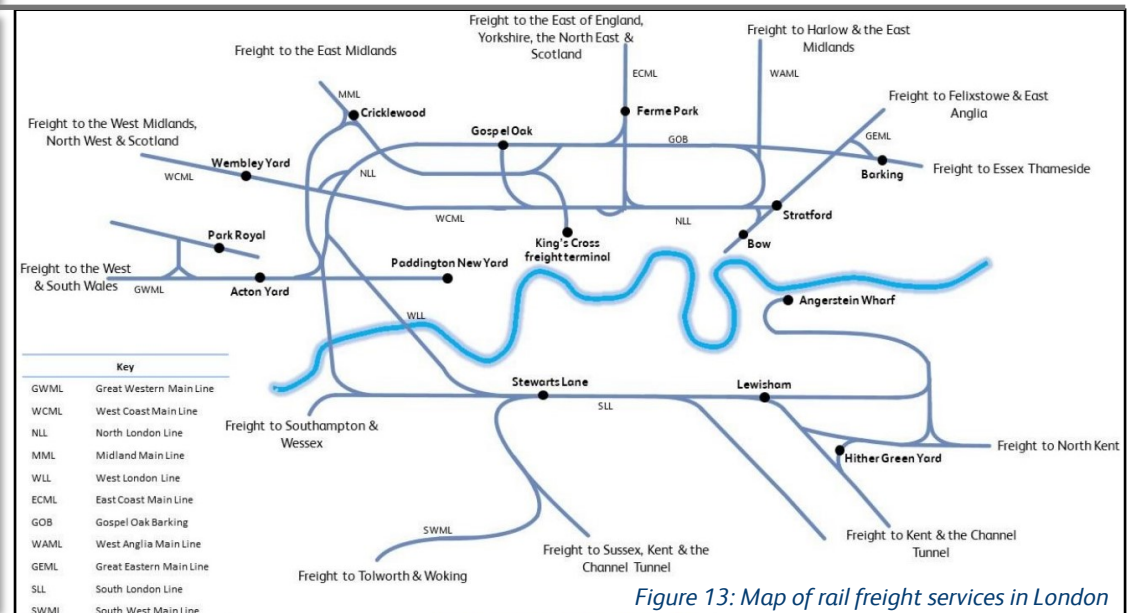 Freight to the East of England,
Yorkshire, the North East &
Scotland
Freight to Harlow & the East
Midlands
Freight to the East Midlands
ECML
WAML
MML
Cricklewood
Ferme Park
Freight to Felixstowe & East
Anglia
Freight to the West Midlands,
North West & Scotland
Gospel Oak
GOB
GEML
Wembley Yard
WCML
NLL
Barking
Freight to Essex Thameside
WCML
NLL
Stratford
Park Royal
King's Cross
freight terminal
Bow
Freight to the West
& South Wales
GWML
Acton Yard
Paddington New Yard
Angerstein Wharf
WLL
Stewarts Lane
SLL
Lewisham
Freight to Southampton &
Wessex
Freight to North Kent
Hither Green Yard
SWML
Freight to Kent & the Channel
Tunnel
Freight to Sussex, Kent & the
Channel Tunnel
Freight to Tolworth & Woking
Key
GWML Great Western Main Line
WCML West Coast Main Line
NLL North London Line
MML Midland Main Line
WLL West London Line
ECML East Coast Main Line
GOB Gospel Oak Barking
WAML West Anglia Main Line
GEML Great Eastern Main Line
SLL South London Line
SWML South West Main Line
Figure 13: Map of rail freight services in London